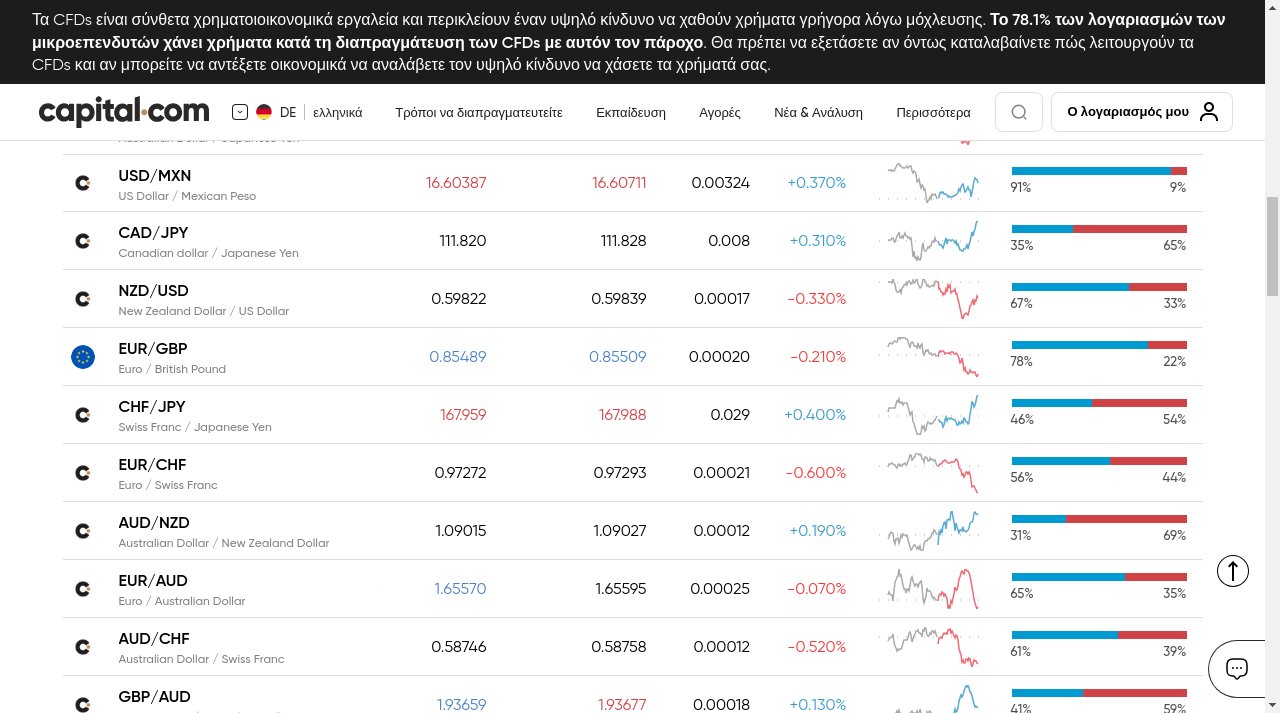 Τα CFDs είναι σύνθετα χρηματοιοικονομικά εργαλεία και περικλείουν έναν υψηλό κίνδυνο να χαθούν χρήματα γρήγορα λόγω μόχλευσης. Το 78.1% των λογαριασμών των
μικροεπενδυτών χάνει χρήματα κατά τη διαπραγμάτευση των CFDs με αυτόν τον πάροχο. Θα πρέπει να εξετάσετε αν όντως καταλαβαίνετε πώς λειτουργούν τα
CFDs και αν μπορείτε να αντέξετε οικονομικά να αναλάβετε τον υψηλό κίνδυνο να χάσετε τα χρήματά σας.
capital.com DE ελληνικά Τρόποι να διαπραγματευτείτε Εκπαίδευση Αγορές Νέα & Ανάλυση Περισσότερα Ο λογαριασμός μου
USD/MXN 16.60387 16.60711 0.00324 +0.370%
US Dollar / Mexican Peso 91% 9%
CAD/JPY 111.820 111.828 0.008 +0.310%
Canadian dollar / Japanese Yen 35% 65%
NZD/USD 0.59822 0.59839 0.00017 -0.330%
New Zealand Dollar / US Dollar 67% 33%
EUR/GBP 0.85489 0.85509 0.00020 -0.210%
Euro / British Pound 78% 22%
CHF/JPY 167.959 167.988 0.029 +0.400%
Swiss Franc / Japanese Yen 46% 54%
EUR/CHF 0.97272 0.97293 0.00021 -0.600%
Euro / Swiss Franc 56% 44%
AUD/NZD 1.09015 1.09027 0.00012 +0.190%
Australian Dollar / New Zealand Dollar 31% 69%
EUR/AUD 1.65570 1.65595 0.00025 -0.070%
Euro / Australian Dollar 65% 35%
AUD/CHF 0.58746 0.58758 0.00012 -0.520%
Australian Dollar / Swiss Franc 61% 39%
GBP/AUD 1.93659 1.93677 0.00018 +0.130%
41% 59%